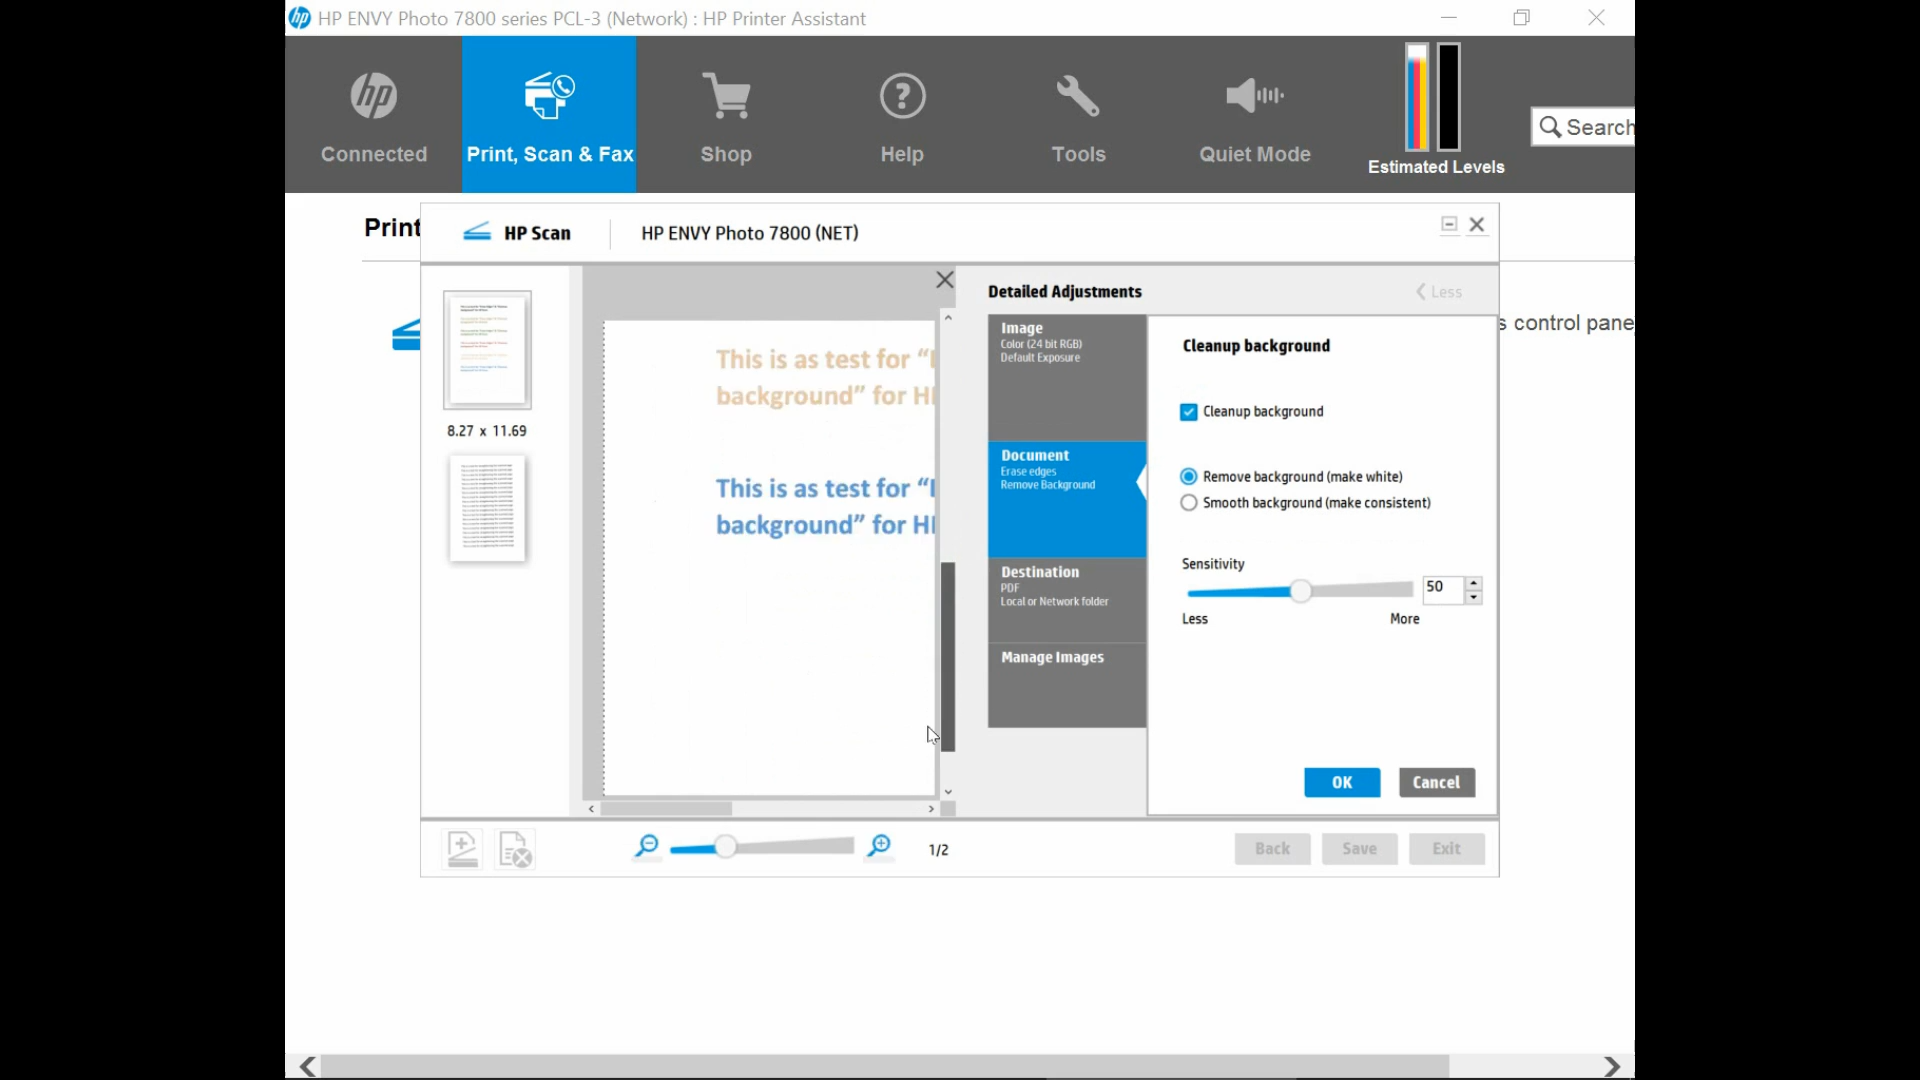 HP ENVY Photo 7800 series PCL-3 (Network) : HP Printer Assistant
Connected
Print, Scan & Fax
Shop
Help
Tools
Quiet Mode
Estimated Levels
Search
Print
HP Scan
HP ENVY Photo 7800 (NET)
s control pane
8.27 x 11.69
This is as test for “
background” for H
This is as test for “
background” for H
Detailed Adjustments
Less
Image
Color (24 bit RGB)
Default Exposure
Document
Erase edges
Remove Background
Destination
PDF
Local or Network folder
Manage Images
Cleanup background
Cleanup background
Remove background (make white)
Smooth background (make consistent)
Sensitivity
50
Less
More
OK
Cancel
1/2
Back
Save
Exit